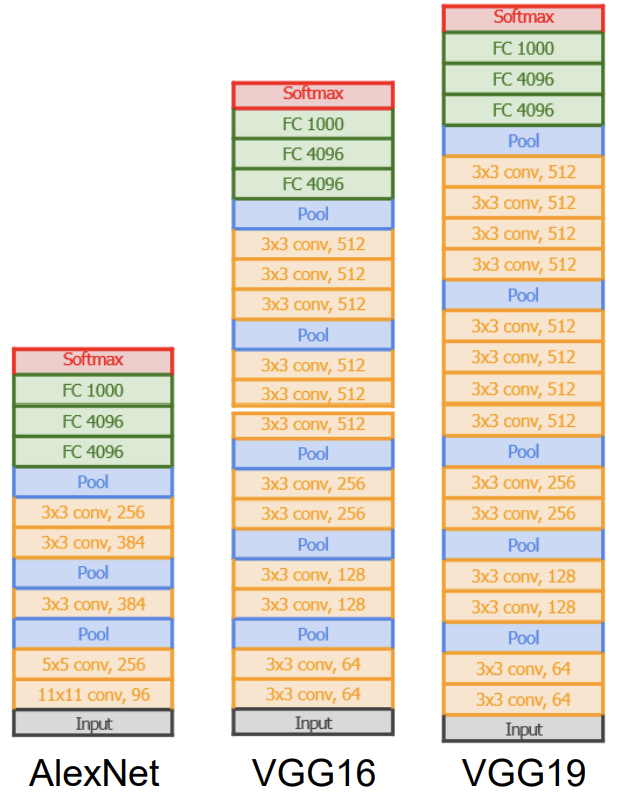 Softmax
FC 1000
FC 4096
FC 4096
Pool
3x3 conv, 256
3x3 conv, 384
Pool
3x3 conv, 384
Pool
5x5 conv, 256
11x11 conv, 96
Input
AlexNet
Softmax
FC 1000
FC 4096
FC 4096
Pool
3x3 conv, 512
3x3 conv, 512
3x3 conv, 512
Pool
3x3 conv, 512
3x3 conv, 512
3x3 conv, 512
Pool
3x3 conv, 256
3x3 conv, 256
Pool
3x3 conv, 128
3x3 conv, 128
Pool
3x3 conv, 64
3x3 conv, 64
Input
VGG16
Softmax
FC 1000
FC 4096
FC 4096
Pool
3x3 conv, 512
3x3 conv, 512
3x3 conv, 512
3x3 conv, 512
Pool
3x3 conv, 512
3x3 conv, 512
3x3 conv, 512
3x3 conv, 512
Pool
3x3 conv, 256
3x3 conv, 256
Pool
3x3 conv, 128
3x3 conv, 128
Pool
3x3 conv, 64
3x3 conv, 64
Input
VGG19